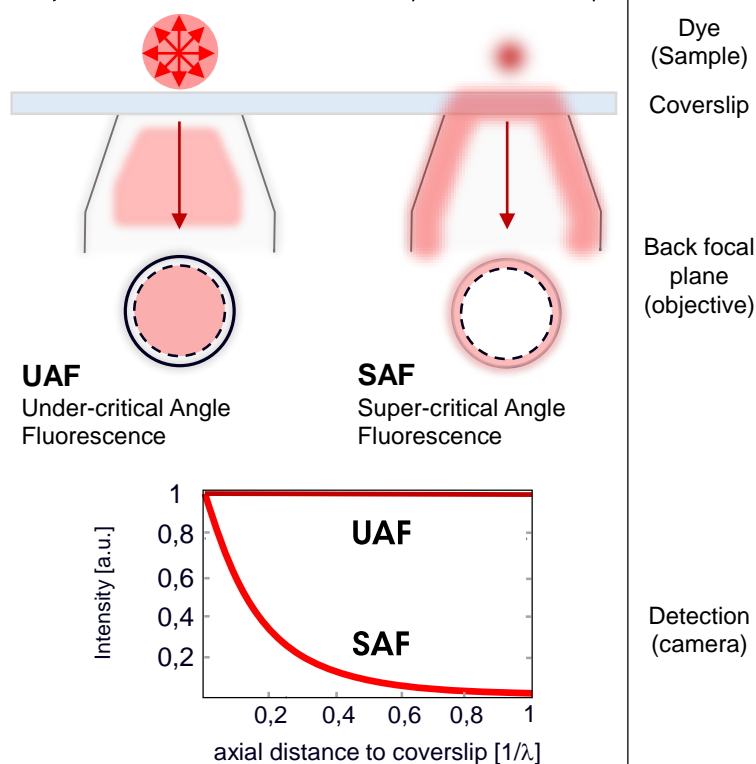 Dye
(Sample)
Coverslip
Back focal
plane
(objective)
UAF
Under-critical Angle
Fluorescence
SAF
Super-critical Angle
Fluorescence
Intensity [a.u.]
1
0,8
0,6
0,4
0,2
UAF
SAF
0,2 0,4 0,6 0,8 1
axial distance to coverslip [1/λ]
Detection
(camera)